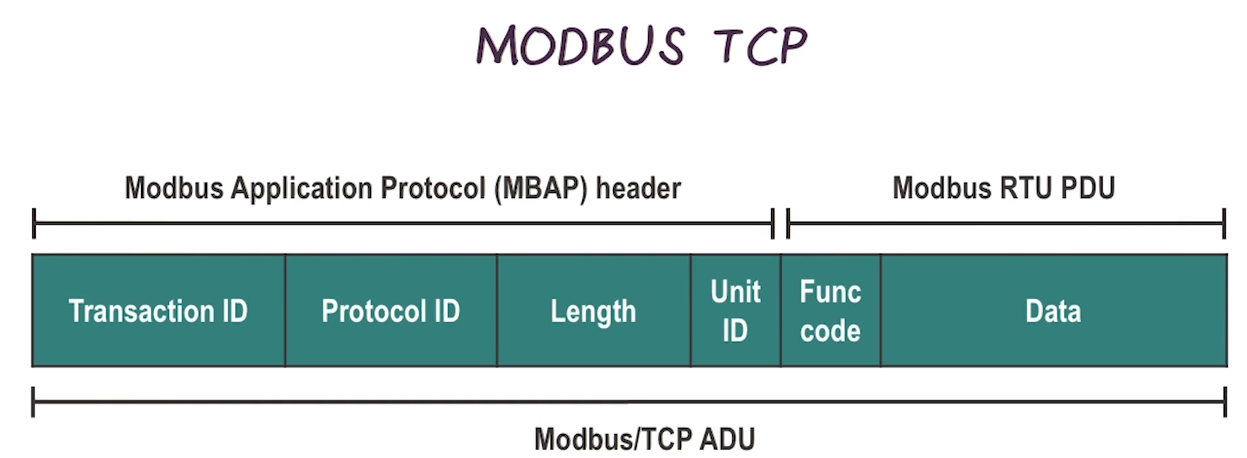 MODBUS TCP
Modbus Application Protocol (MBAP) header
Modbus RTU PDU
Transaction ID
Protocol ID
Length
Unit
ID
Func
code
Data
Modbus/TCP ADU